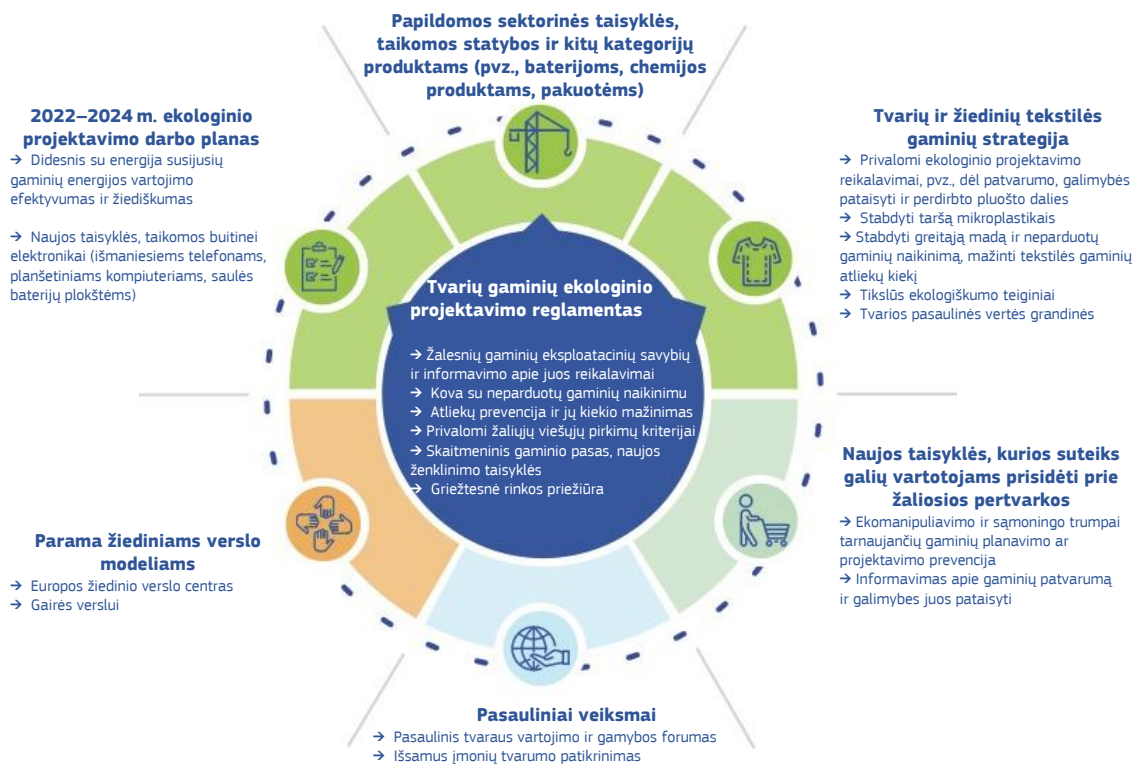 Papildomos sektorinės taisyklės,
taikomos statybos ir kitų kategorijų
produktams (pvz., baterijoms, chemijos
produktams, pakuotėms)
2022–2024 m. ekologinio
projektavimo darbo planas
→ Didesnis su energija susijusių
gaminių energijos vartojimo
efektyvumas ir žiediškumas
→ Naujos taisyklės, taikomos buitinei
elektronikai (išmaniesiems telefonams,
planšetiniams kompiuteriams, saulės
baterijų plokštėms)
Tvarių ir žiedinių tekstilės
gaminių strategija
→ Privalomi ekologinio projektavimo
reikalavimai, pvz., dėl patvarumo, galimybės
pataisyti ir perdirbto pluošto dalies
→ Stabdyti taršą mikroplastikais
→ Stabdyti greitąją madą ir neparduotų
gaminių naikinimą, mažinti tekstilės gaminių
atliekų kiekį
→ Tikslūs ekologiškumo teiginiai
→ Tvarios pasaulinės vertės grandinės
Tvarių gaminių ekologinio
projektavimo reglamentas
→ Žalesnių gaminių eksploatacinių savybių
ir informavimo apie juos reikalavimai
→ Kova su neparduotų gaminių naikinimu
→ Atliekų prevencija ir jų kiekio mažinimas
→ Privalomi žaliųjų viešųjų pirkimų kriterijai
→ Skaitmeninis gaminio pasas, naujos
ženklinimo taisyklės
→ Griežtesnė rinkos priežiūra
Naujos taisyklės, kurios suteiks
galių vartotojams prisidėti prie
žaliosios pertvarkos
→ Ekomanipuliavimo ir sąmoningo trumpai
tarnaujančių gaminių planavimo ar
projektavimo prevencija
→ Informavimas apie gaminių patvarumą
ir galimybes juos pataisyti
Parama žiediniams verslo
modeliams
→ Europos žiedinio verslo centras
→ Gairės verslui
Pasauliniai veiksmai
→ Pasaulinis tvaraus vartojimo ir gamybos forumas
→ Išsamus įmonių tvarumo patikrinimas